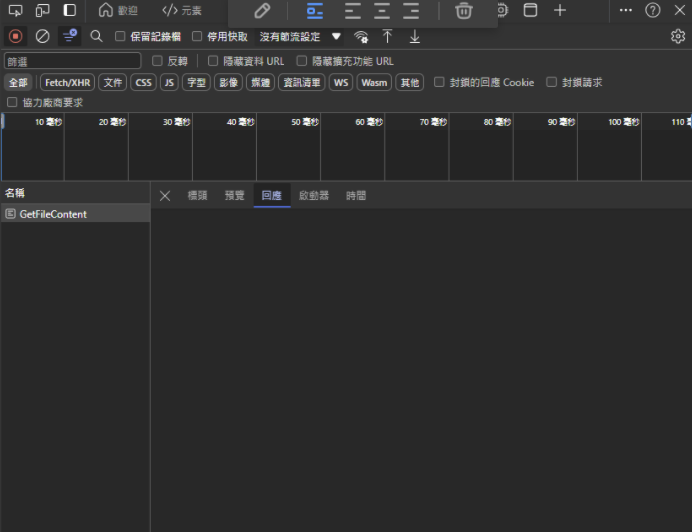 歡迎 </> 元素
保留記錄欄 停用快取 沒有節流設定
篩選 反轉 隱藏資料 URL 隱藏擴充功能 URL
全部 Fetch/XHR 文件 CSS JS 字型 影像 媒體 資訊清單 WS Wasm 其他 封鎖的回應 Cookie 封鎖請求
協力廠商要求
10 毫秒 20 毫秒 30 毫秒 40 毫秒 50 毫秒 60 毫秒 70 毫秒 80 毫秒 90 毫秒 100 毫秒 110
名稱 標頭 預覽 回應 啟動器 時間
GetFileContent